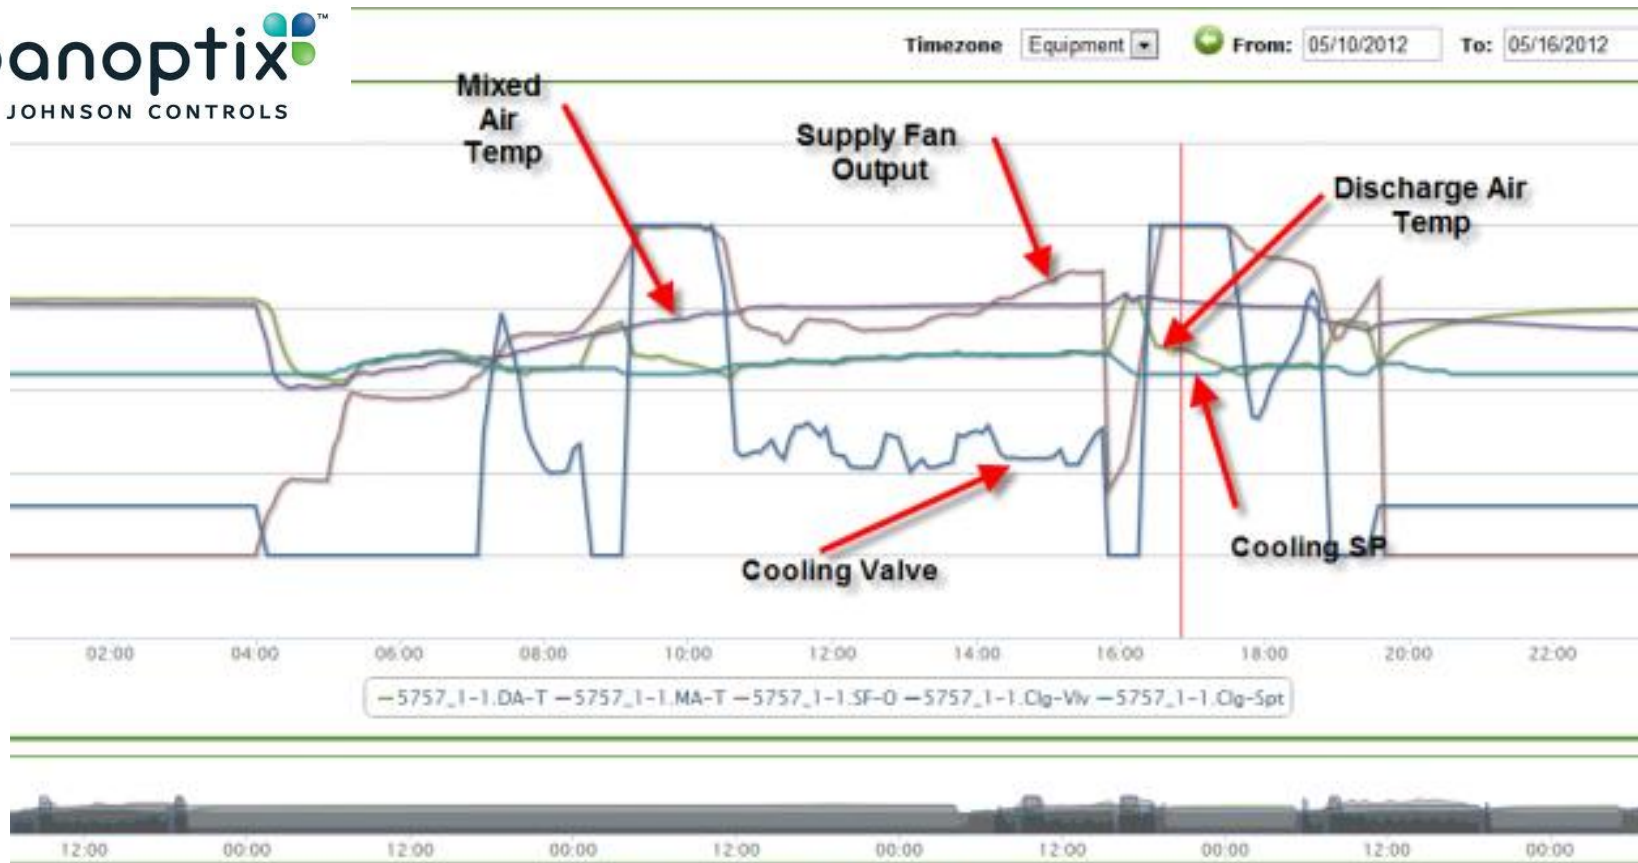 anoptix™
JOHNSON CONTROLS
Timezone Equipment From: 05/10/2012 To: 05/16/2012
Mixed
Air
Temp
Supply Fan
Output
Discharge Air
Temp
Cooling Valve
Cooling SP
02:00 04:00 06:00 08:00 10:00 12:00 14:00 16:00 18:00 20:00 22:00
5757_1-1.DA-T 5757_1-1.MA-T 5757_1-1.SF-O 5757_1-1.Clg-Vlv 5757_1-1.Clg-Spt
12:00 00:00 12:00 00:00 12:00 00:00 12:00 00:00 12:00 00:00